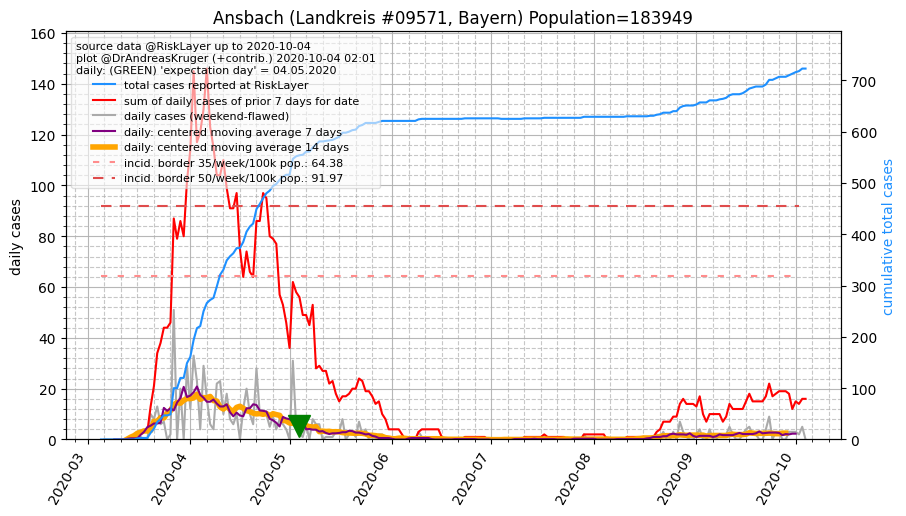 Ansbach (Landkreis #09571, Bayern) Population=183949
source data @RiskLayer up to 2020-10-04
plot @DrAndreasKruger (+contrib.) 2020-10-04 02:01
daily: (GREEN) 'expectation day' = 04.05.2020
total cases reported at RiskLayer
sum of daily cases of prior 7 days for date
daily cases (weekend-flawed)
daily: centered moving average 7 days
daily: centered moving average 14 days
incid. border 35/week/100k pop.: 64.38
incid. border 50/week/100k pop.: 91.97
daily cases
160
140
120
100
80
60
40
20
0
cumulative total cases
700
600
500
400
300
200
100
0
2020-03
2020-04
2020-05
2020-06
2020-07
2020-08
2020-09
2020-10